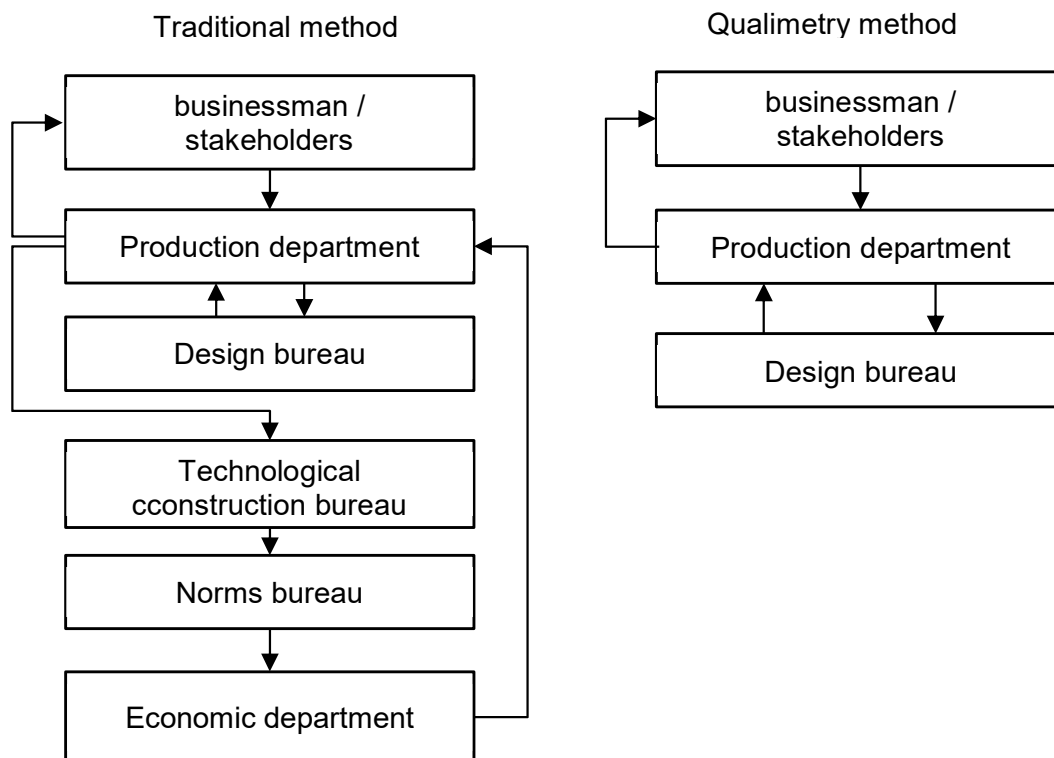 Traditional method
businessman /
stakeholders
Production department
Design bureau
Technological
cconstruction bureau
Norms bureau
Economic department
Qualimetry method
businessman /
stakeholders
Production department
Design bureau